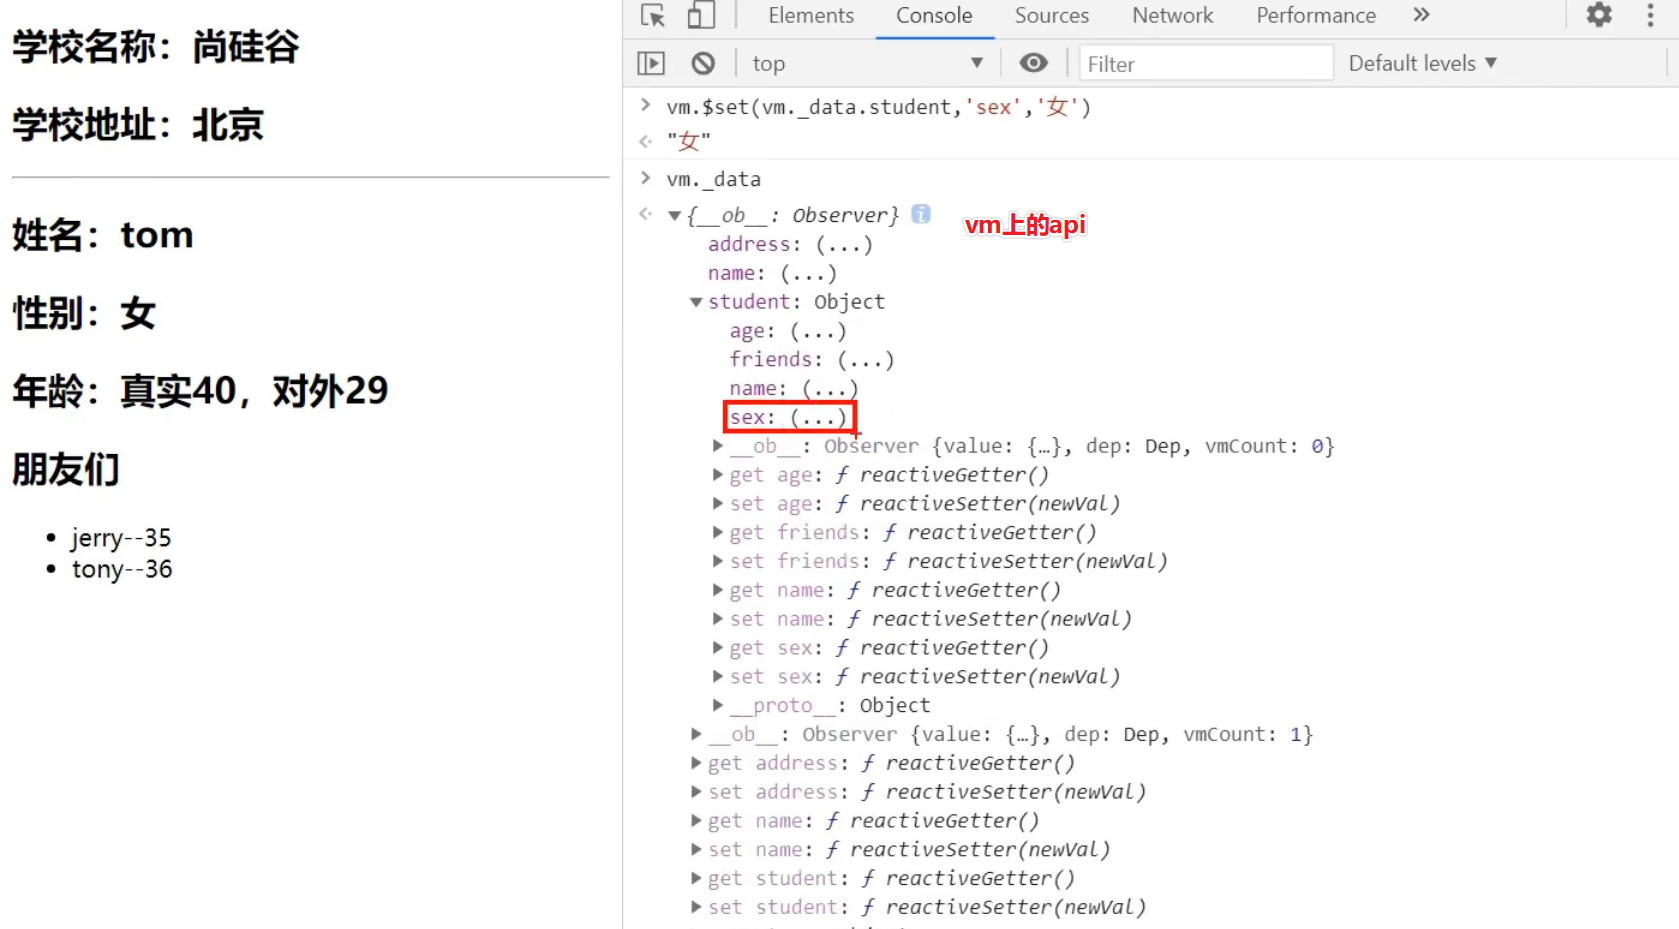 学校名称：尚硅谷
学校地址：北京
姓名：tom
性别：女
年龄：真实40，对外29
朋友们
jerry--35
tony--36
Elements Console Sources Network Performance »
top ▼ Filter Default levels ▼
> vm.$set(vm._data.student,'sex','女')
"女"
> vm._data
▼{__ob__: Observer} i
vm上的api
address: (...)
name: (...)
▼student: Object
age: (...)
friends: (...)
name: (...)
sex: (...)
▶__ob__: Observer {value: {…}, dep: Dep, vmCount: 0}
▶get age: ƒ reactiveGetter()
▶set age: ƒ reactiveSetter(newVal)
▶get friends: ƒ reactiveGetter()
▶set friends: ƒ reactiveSetter(newVal)
▶get name: ƒ reactiveGetter()
▶set name: ƒ reactiveSetter(newVal)
▶get sex: ƒ reactiveGetter()
▶set sex: ƒ reactiveSetter(newVal)
▶__proto__: Object
▶__ob__: Observer {value: {…}, dep: Dep, vmCount: 1}
▶get address: ƒ reactiveGetter()
▶set address: ƒ reactiveSetter(newVal)
▶get name: ƒ reactiveGetter()
▶set name: ƒ reactiveSetter(newVal)
▶get student: ƒ reactiveGetter()
▶set student: ƒ reactiveSetter(newVal)